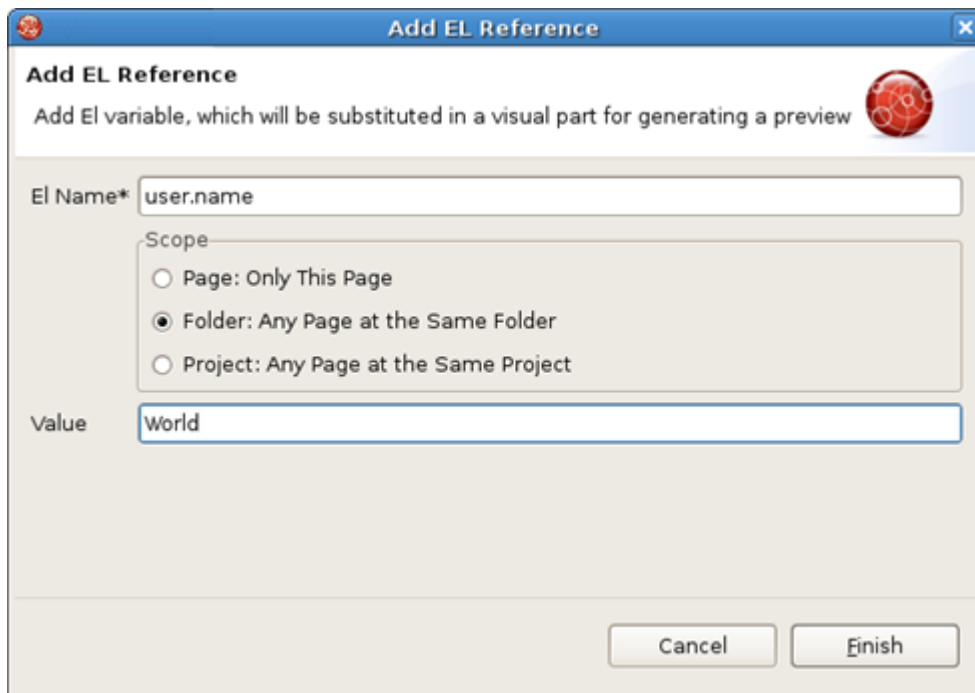 Add EL Reference
Add EL Reference
Add El variable, which will be substituted in a visual part for generating a preview
El Name* user.name
Scope
Page: Only This Page
Folder: Any Page at the Same Folder
Project: Any Page at the Same Project
Value World
Cancel Finish